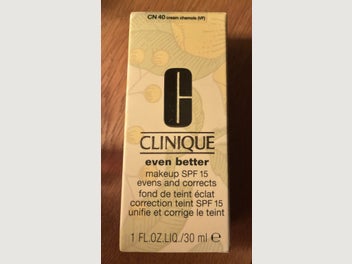 CN 40 cream chamois (VF)
C
CLINIQUE
even better
makeup SPF 15
evens and corrects
fond de teint éclat
correction teint SPF 15
unifie et corrige le teint
1 FL.OZ.LIQ./30 ml ℮